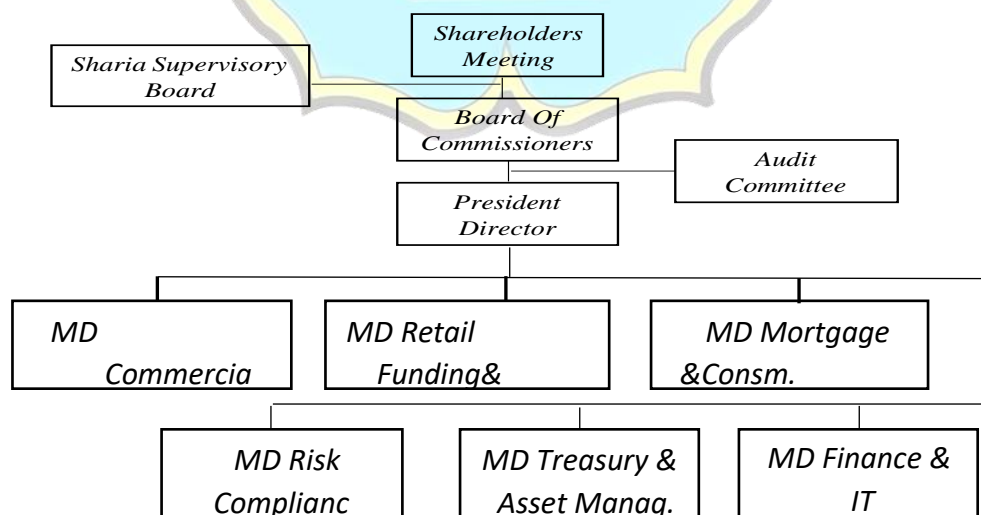 Shareholders
Meeting
Sharia Supervisory
Board
Board Of
Commissioners
Audit
Committee
President
Director
MD
Commercia
MD Retail
Funding&
MD Mortgage
&Consm.
MD Risk
Complianc
MD Treasury &
Asset Manag.
MD Finance &
IT